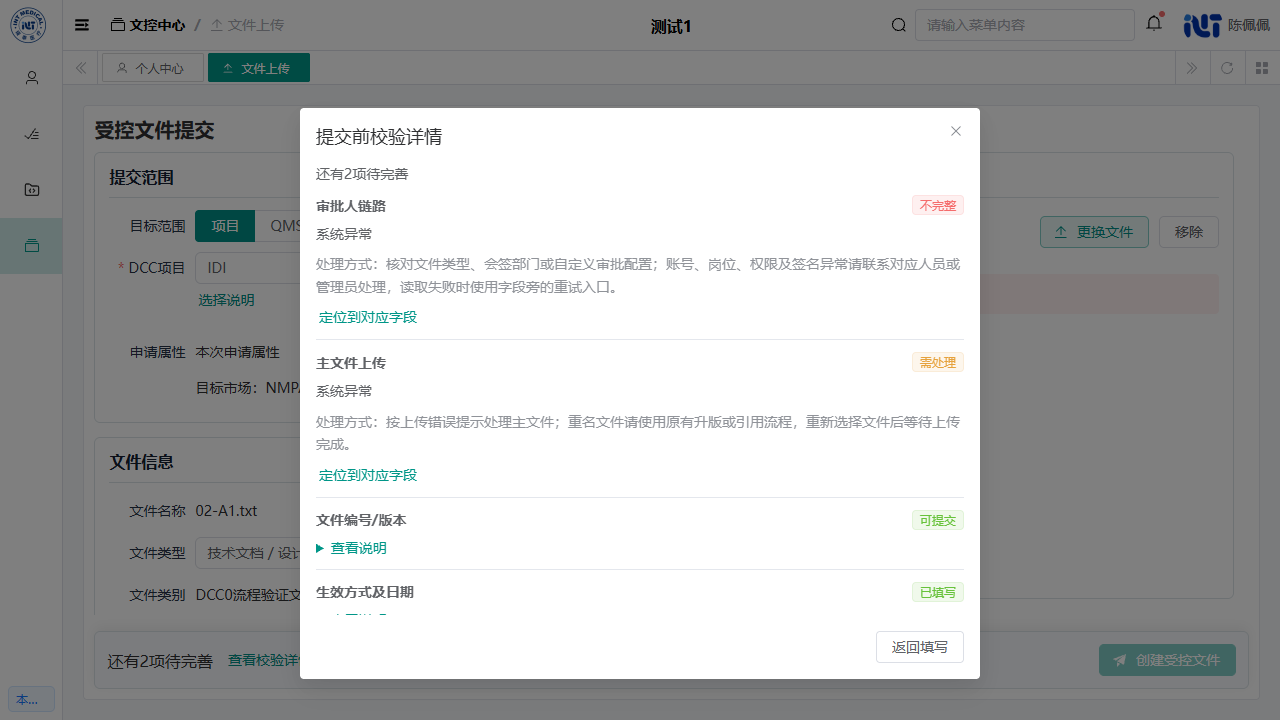 文控中心 / 文件上传
测试1
请输入菜单内容
陈佩佩
个人中心
文件上传
受控文件提交
提交范围
目标范围 项目 QMS
更换文件 移除
* DCC项目 IDI
选择说明
申请属性 本次申请属性
目标市场：NMPA
文件信息
文件名称 02-A1.txt
文件类型 技术文档 / 设计
文件类别 DCC0流程验证文
还有2项待完善 查看校验详情
创建受控文件
本...
提交前校验详情
还有2项待完善
审批人链路 不完整
系统异常
处理方式：核对文件类型、会签部门或自定义审批配置；账号、岗位、权限及签名异常请联系对应人员或
管理员处理，读取失败时使用字段旁的重试入口。
定位到对应字段
主文件上传 需处理
系统异常
处理方式：按上传错误提示处理主文件；重名文件请使用原有升版或引用流程，重新选择文件后等待上传
完成。
定位到对应字段
文件编号/版本 可提交
查看说明
生效方式及日期 已填写
返回填写